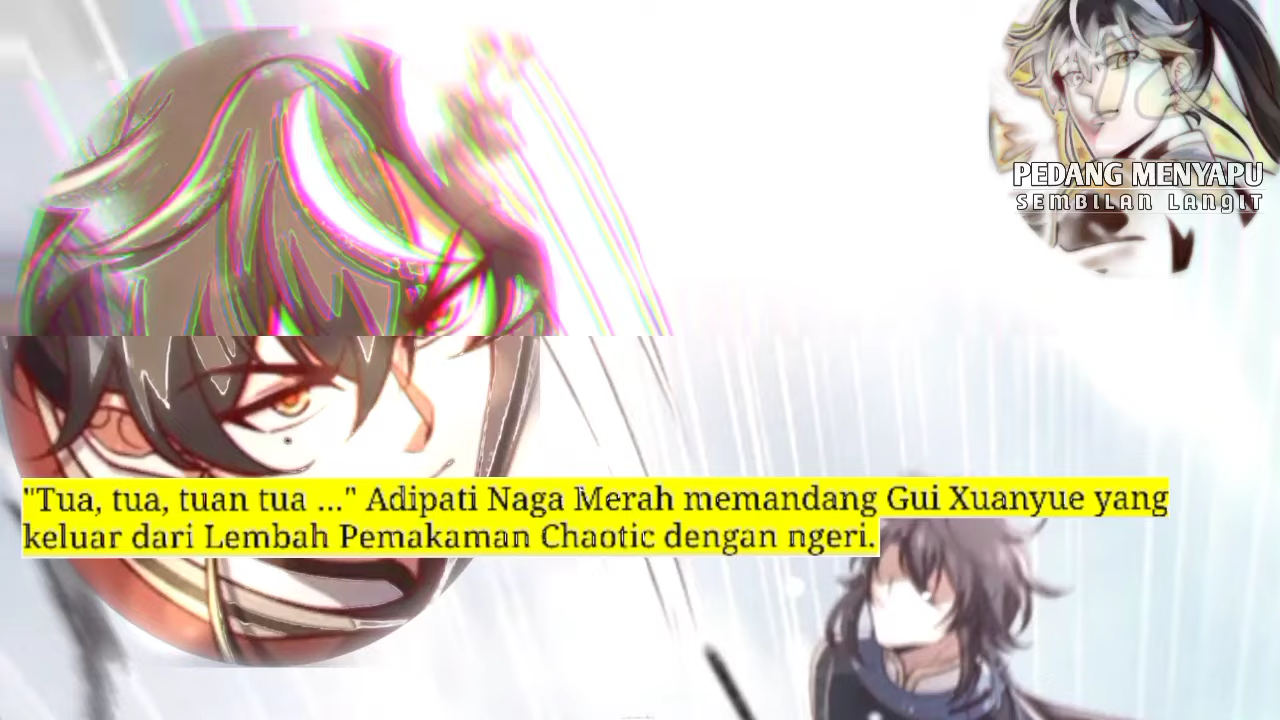 PEDANG MENYAPU
SEMBILAN LANGIT
"Tua, tua, tuan tua ..." Adipati Naga Merah memandang Gui Xuanyue yang
keluar dari Lembah Pemakaman Chaotic dengan ngeri.